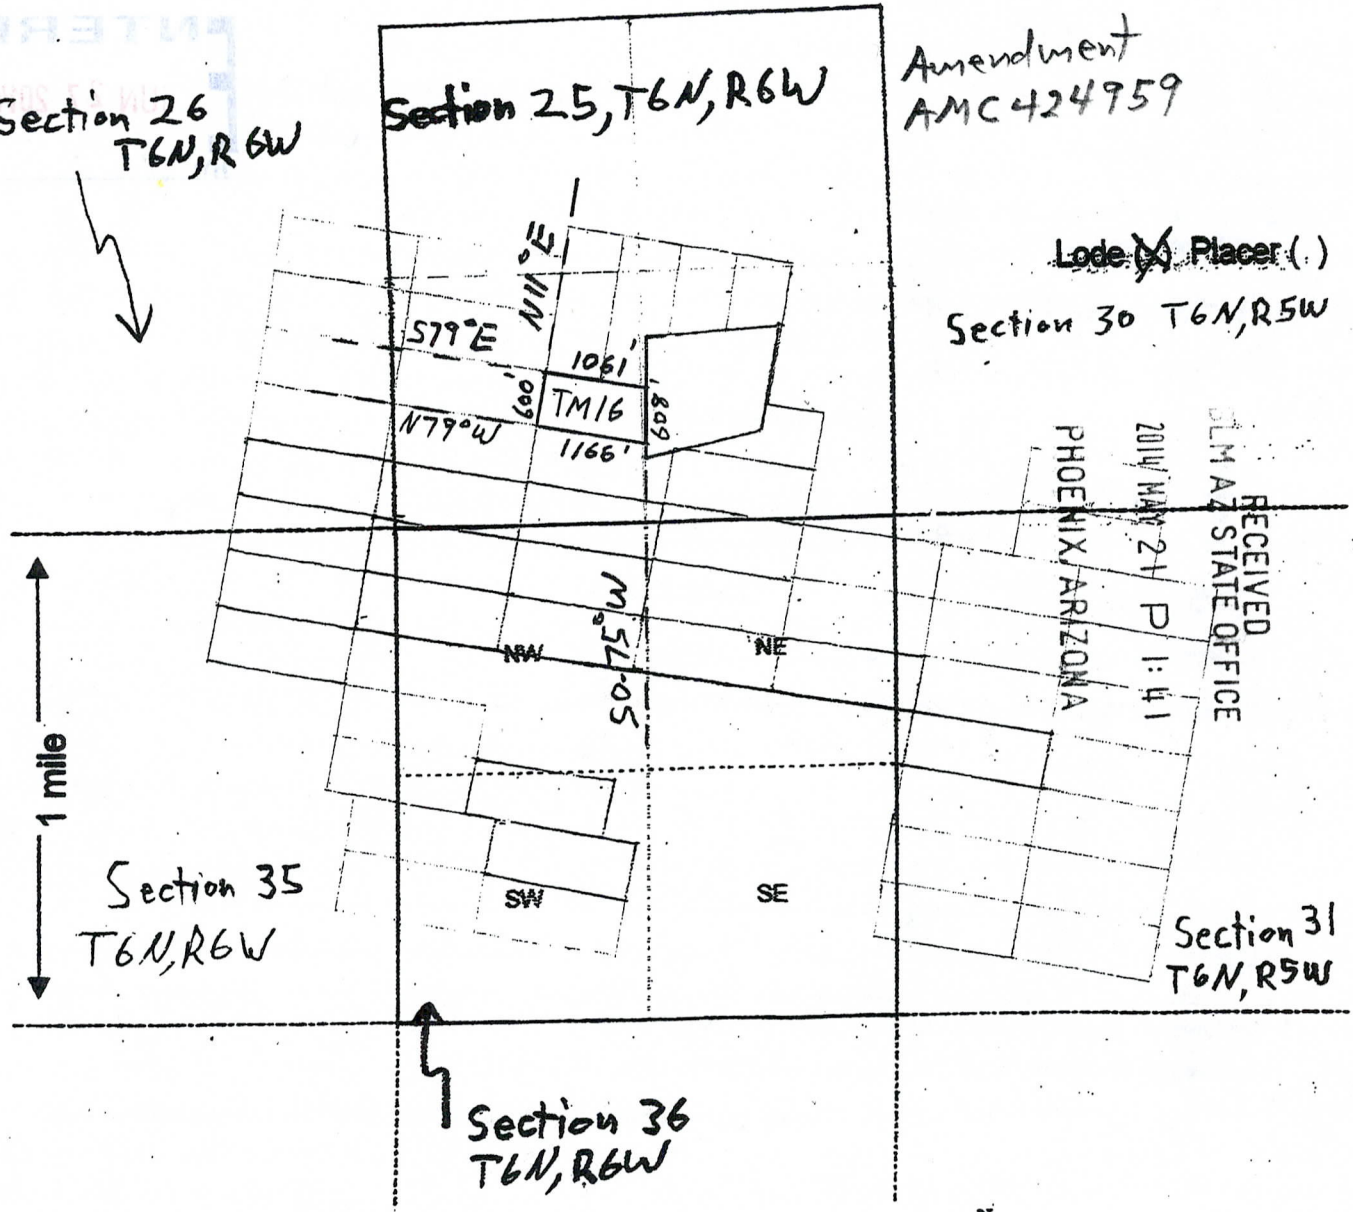 Amendment
AMC424959
Section 26
T6N, R6W
Section 25, T6N, R6W
Lode (X) Placer ( )
Section 30 T6N, R5W
N11°E
S79°E
1061'
600'
TM16
608'
N79°W
1166'
RECEIVED
BLM AZ STATE OFFICE
2014 MAY 21 P 1:41
PHOENIX, ARIZONA
NW
NE
1 mile
Section 35
T6N, R6W
SW
SE
Section 31
T6N, R5W
Section 36
T6N, R6W